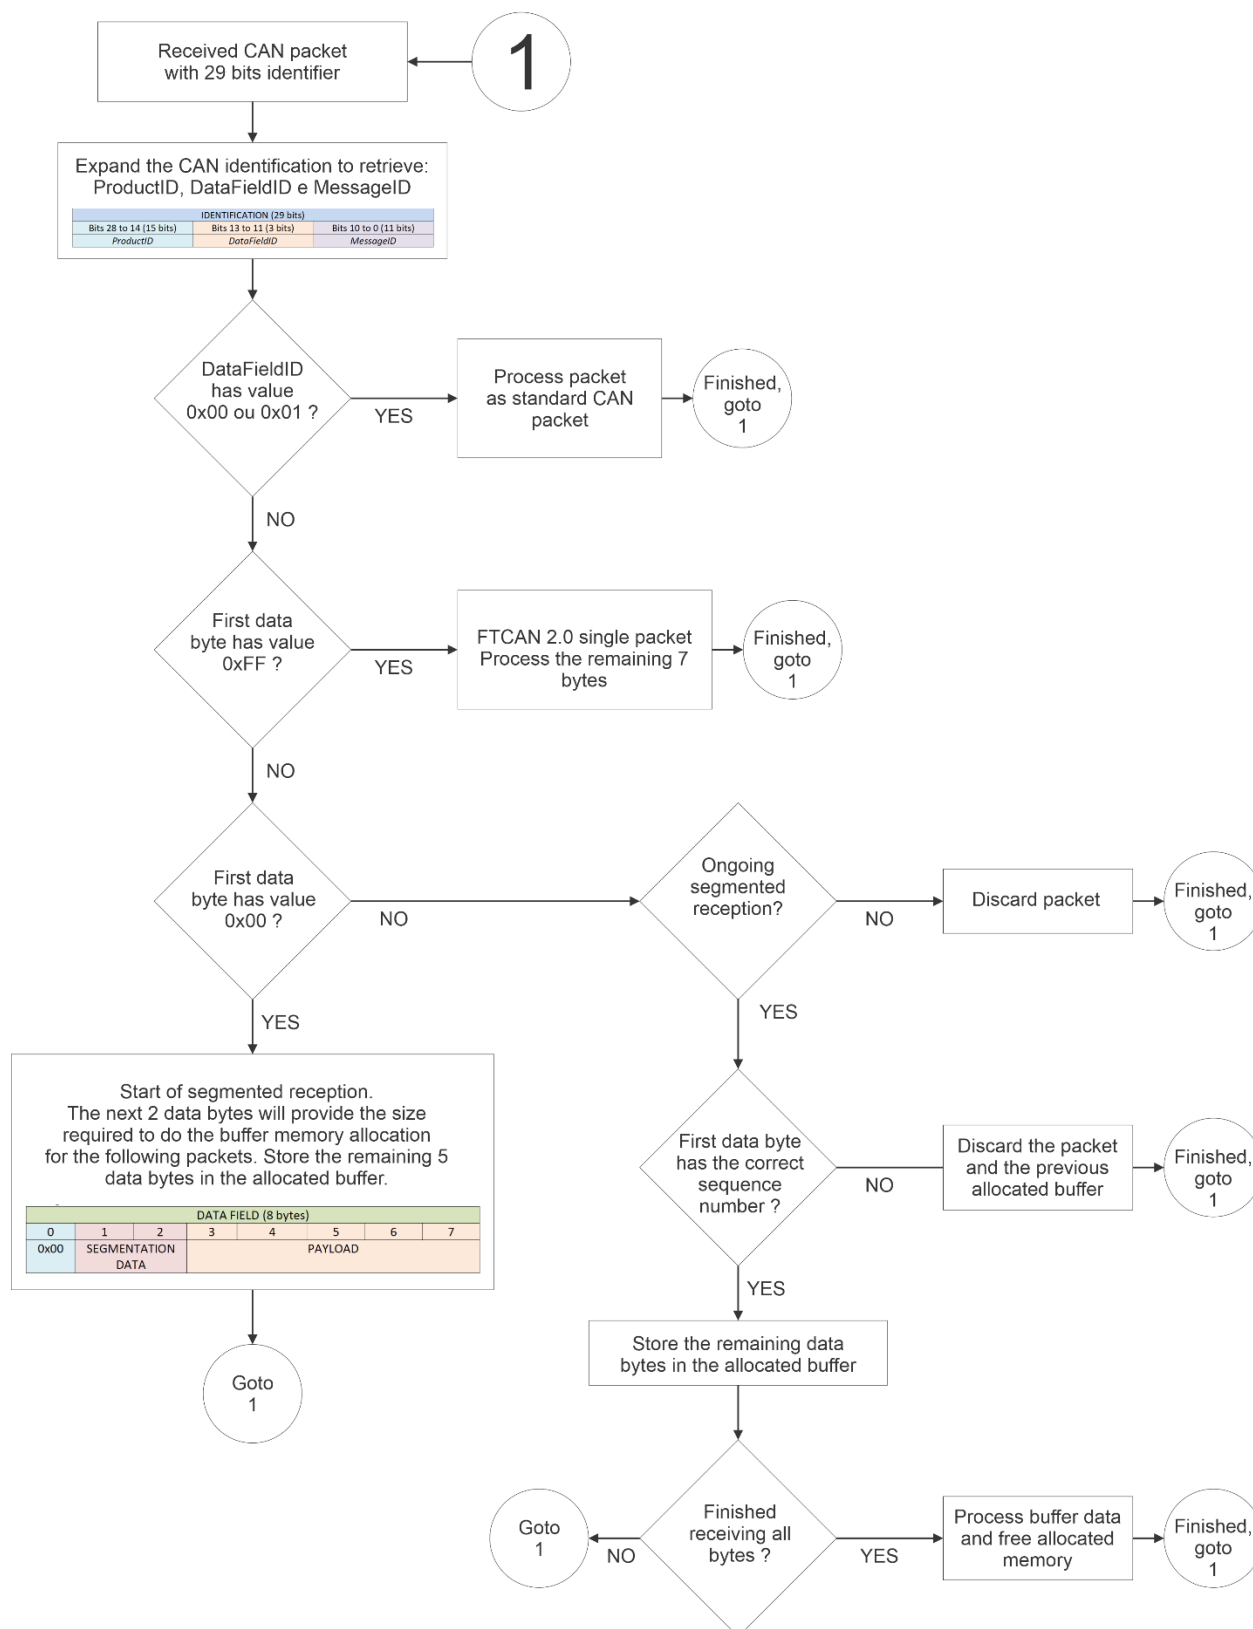 Received CAN packet
with 29 bits identifier
1
Expand the CAN identification to retrieve:
ProductID, DataFieldID e MessageID
IDENTIFICATION (29 bits)
Bits 28 to 14 (15 bits) Bits 13 to 11 (3 bits) Bits 10 to 0 (11 bits)
ProductID DataFieldID MessageID
DataFieldID
has value
0x00 ou 0x01 ?
YES
Process packet
as standard CAN
packet
Finished,
goto
1
NO
First data
byte has value
0xFF ?
YES
FTCAN 2.0 single packet
Process the remaining 7
bytes
Finished,
goto
1
NO
First data
byte has value
0x00 ?
NO
Ongoing
segmented
reception?
NO
Discard packet
Finished,
goto
1
YES
YES
Start of segmented reception.
The next 2 data bytes will provide the size
required to do the buffer memory allocation
for the following packets. Store the remaining 5
data bytes in the allocated buffer.
DATA FIELD (8 bytes)
0 1 2 3 4 5 6 7
0x00 SEGMENTATION PAYLOAD
DATA
Goto
1
First data byte
has the correct
sequence
number ?
NO
Discard the packet
and the previous
allocated buffer
Finished,
goto
1
YES
Store the remaining data
bytes in the allocated buffer
Finished
receiving all
bytes ?
NO
Goto
1
YES
Process buffer data
and free allocated
memory
Finished,
goto
1